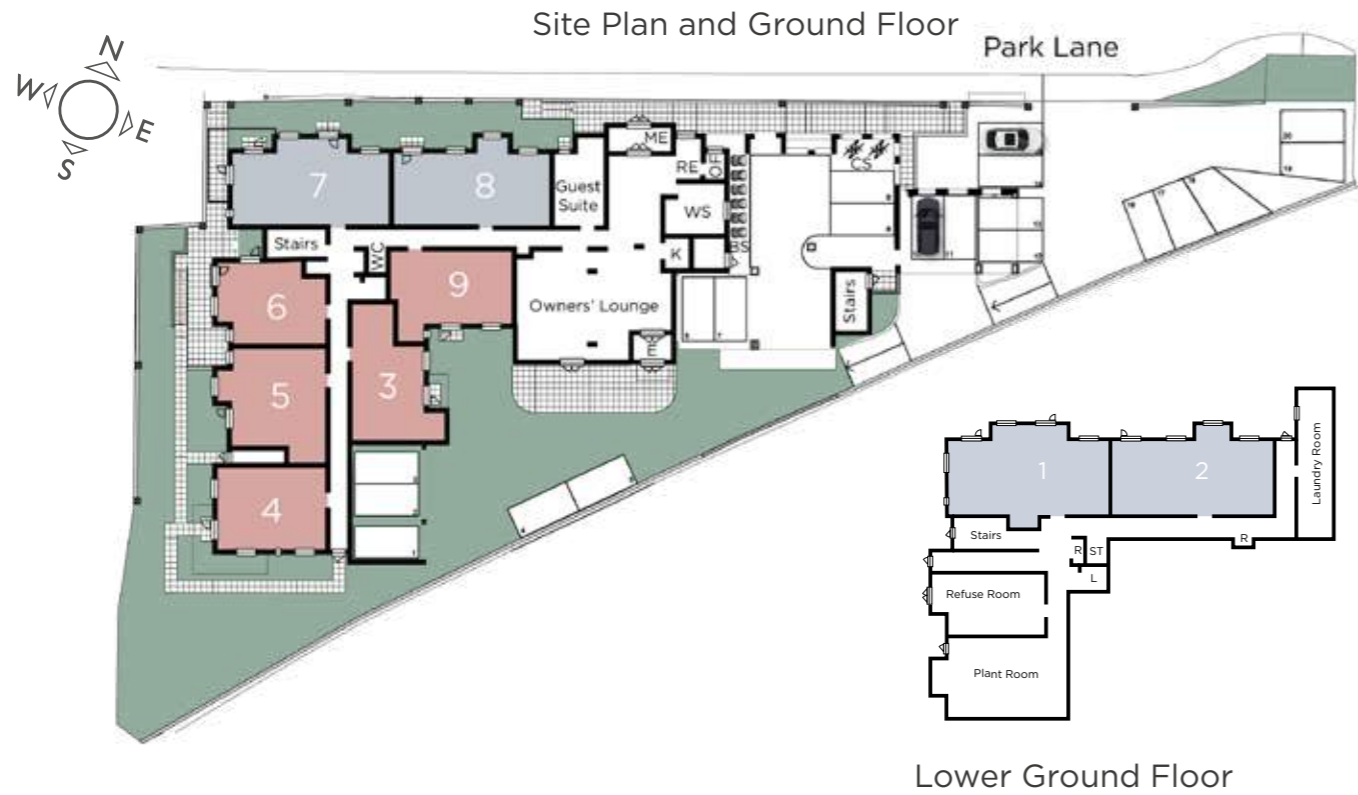 Site Plan and Ground Floor
Park Lane
N
W
E
S
ME
RE
OF
CS
7
8
Guest
Suite
WS
Stairs
WC
K
BS
6
9
Owners' Lounge
Stairs
E
5
3
4
1
2
Laundry Room
Stairs
R
ST
R
L
Refuse Room
Plant Room
Lower Ground Floor